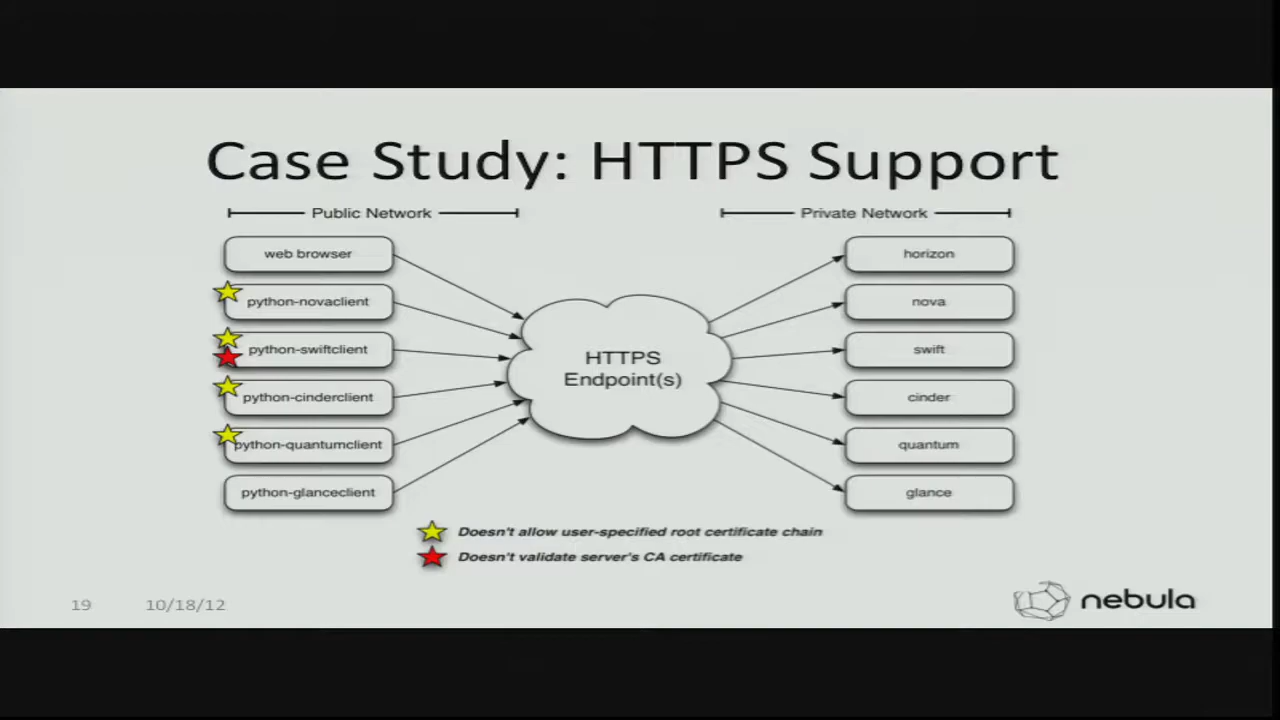 Case Study: HTTPS Support
Public Network
Private Network
web browser
python-novaclient
python-swiftclient
python-cinderclient
python-quantumclient
python-glanceclient
HTTPS
Endpoint(s)
horizon
nova
swift
cinder
quantum
glance
Doesn't allow user-specified root certificate chain
Doesn't validate server's CA certificate
19
10/18/12
nebula